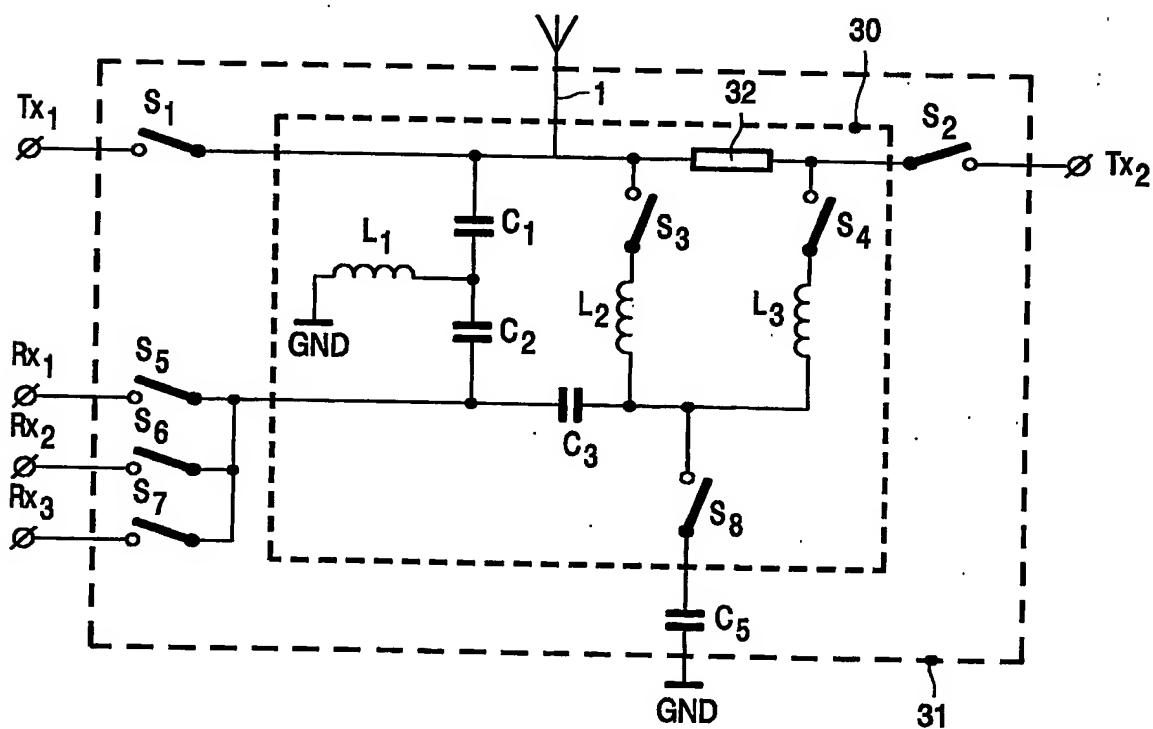 30
1
32
Tx1
S1
S2
Tx2
C1
S3
S4
L1
L2
L3
GND
C2
Rx1
S5
C3
Rx2
S6
Rx3
S7
S8
C5
GND
31